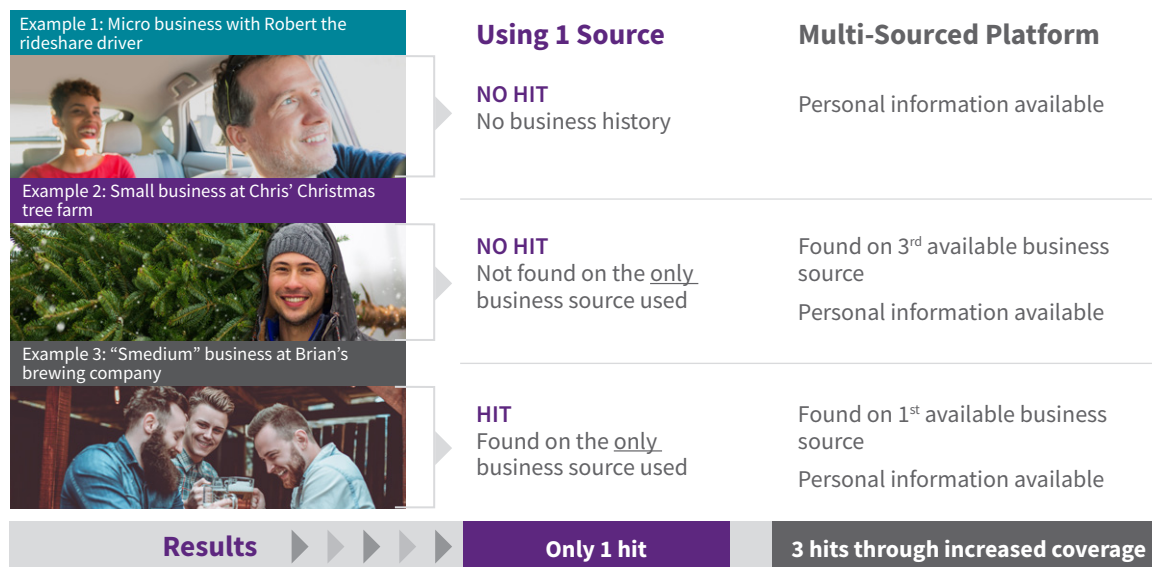 Example 1: Micro business with Robert the
rideshare driver
Using 1 Source
Multi-Sourced Platform
NO HIT
No business history
Personal information available
Example 2: Small business at Chris’ Christmas
tree farm
NO HIT
Not found on the only
business source used
Found on 3rd available business
source
Personal information available
Example 3: “Smedium” business at Brian’s
brewing company
HIT
Found on the only
business source used
Found on 1st available business
source
Personal information available
Results
Only 1 hit
3 hits through increased coverage